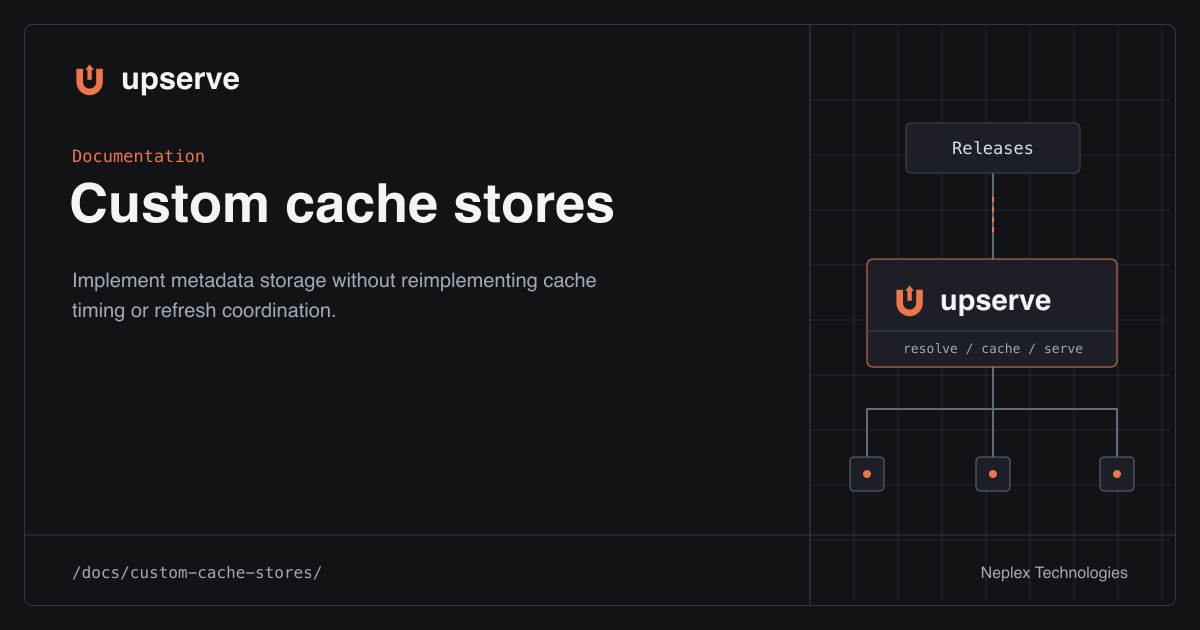 upserve
Documentation
Custom cache stores
Implement metadata storage without reimplementing cache
timing or refresh coordination.
/docs/custom-cache-stores/
Releases
upserve
resolve / cache / serve
Neplex Technologies